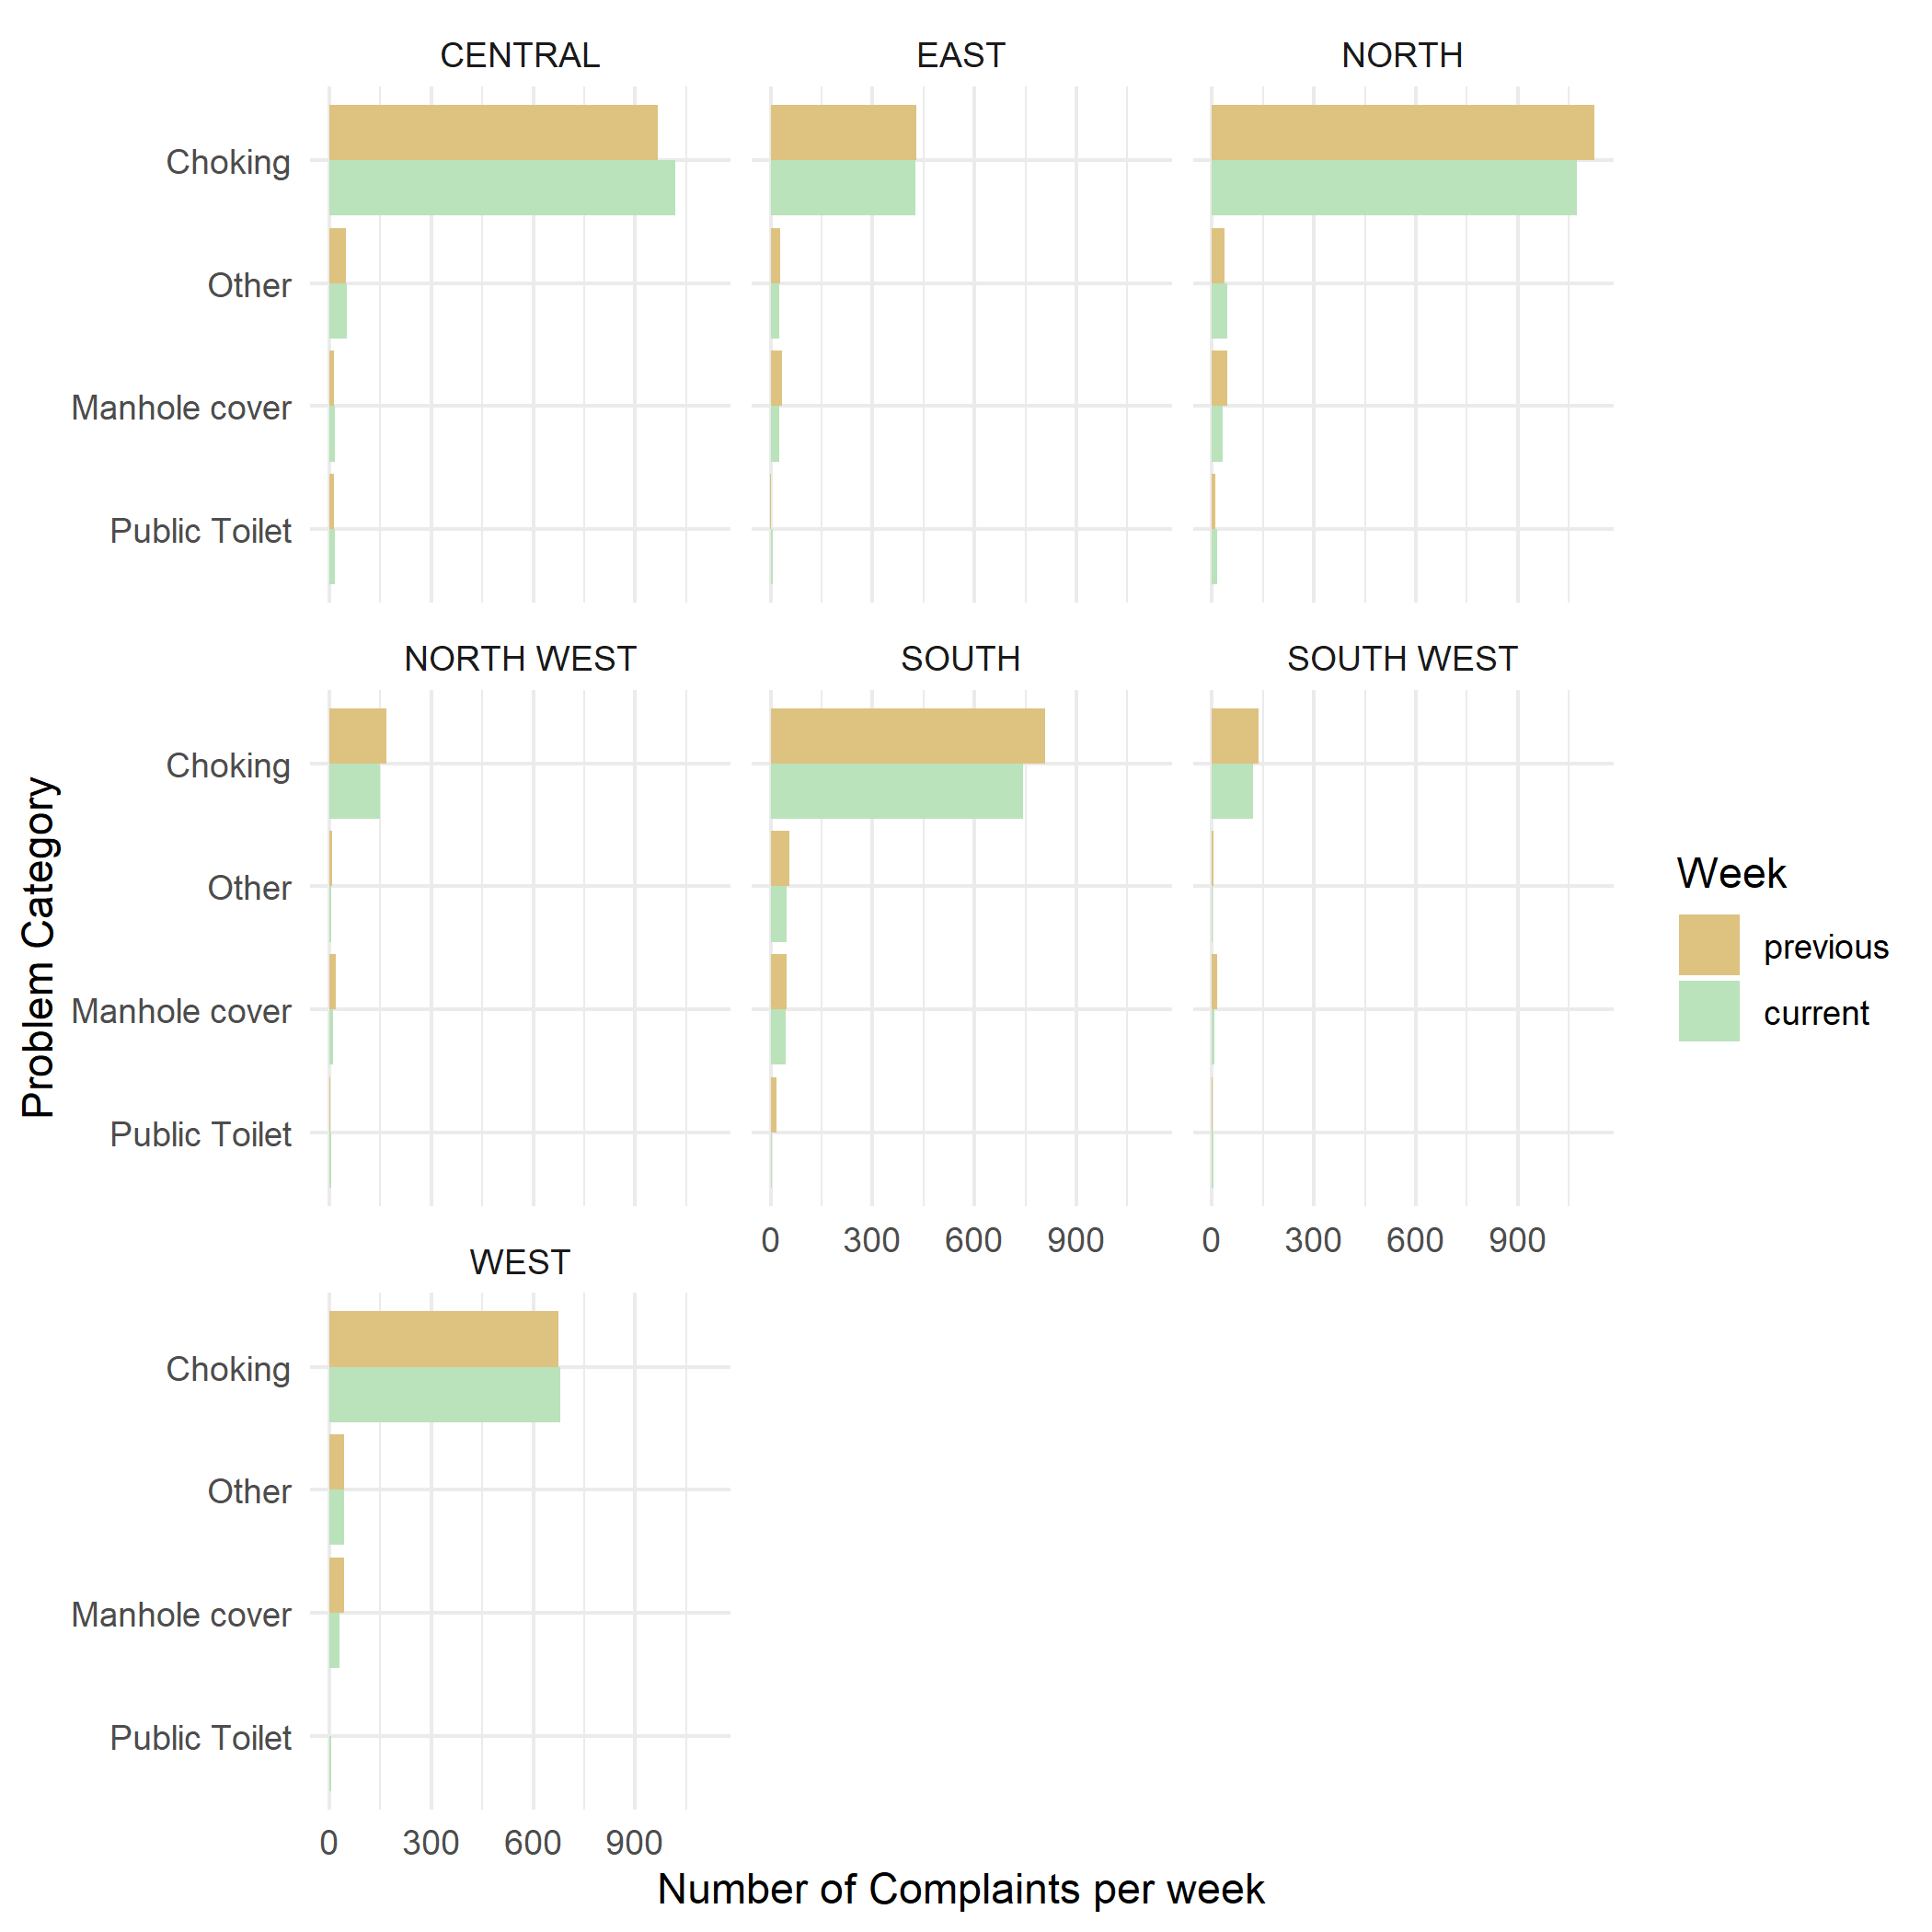 CENTRAL EAST NORTH
Choking
Other
Manhole cover
Public Toilet
NORTH WEST SOUTH SOUTH WEST
Choking
Other
Manhole cover
Public Toilet
0 300 600 900 0 300 600 900
WEST
Choking
Other
Manhole cover
Public Toilet
0 300 600 900
Number of Complaints per week
Problem Category
Week
previous
current